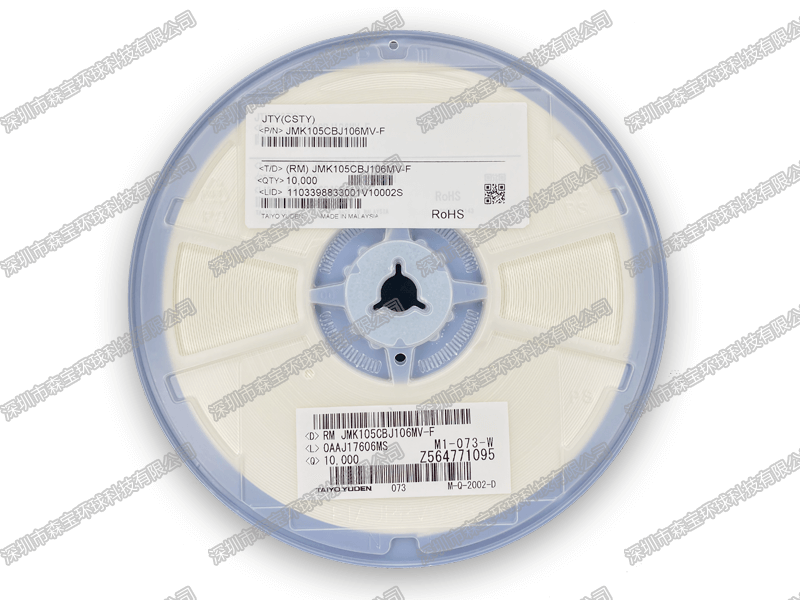 JTY(CSTY)
<P/N> JMK105CBJ106MV-F
<T/D> (RM) JMK105CBJ106MV-F
<QTY> 10,000
<LID> 1103398833001V10002S
TAIYO YUDEN MADE IN MALAYSIA
RoHS
RoHS
<D> RM JMK105CBJ106MV-F
<L> 0AAJ17606MS
M1-073-W
<Q> 10,000
Z564771095
TAIYO YUDEN 073 M-Q-2002-D
深圳市森宝环球科技有限公司